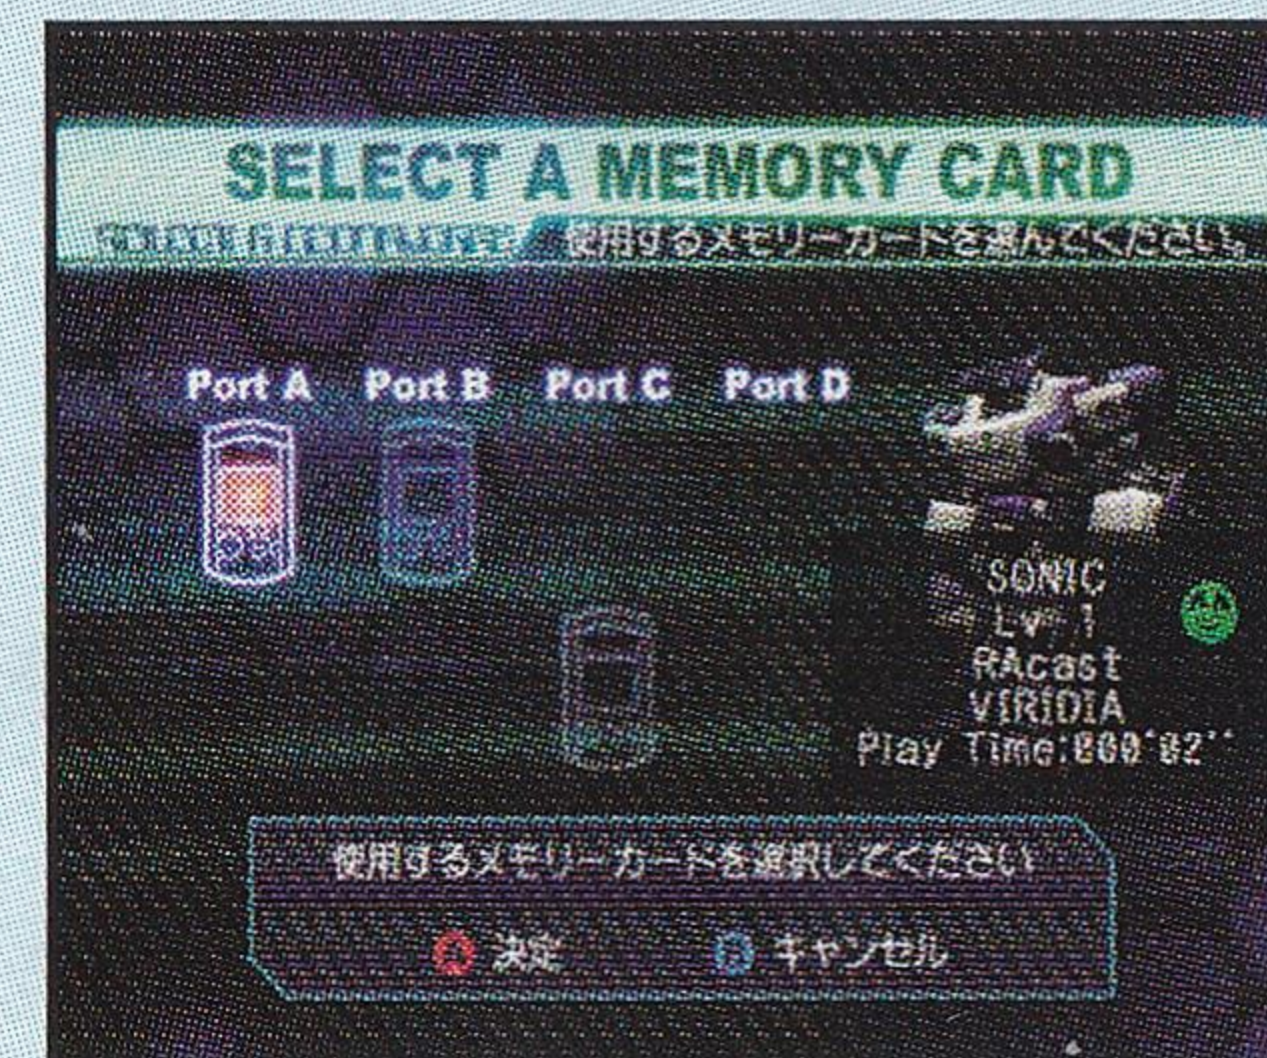 SELECT A MEMORY CARD
使用するメモリーカードを選んでください。
Port A Port B Port C Port D
SONIC
Lv 1
RAcast
VIRIDIA
Play Time:
使用するメモリーカードを選択してください
A 決定 B キャンセル